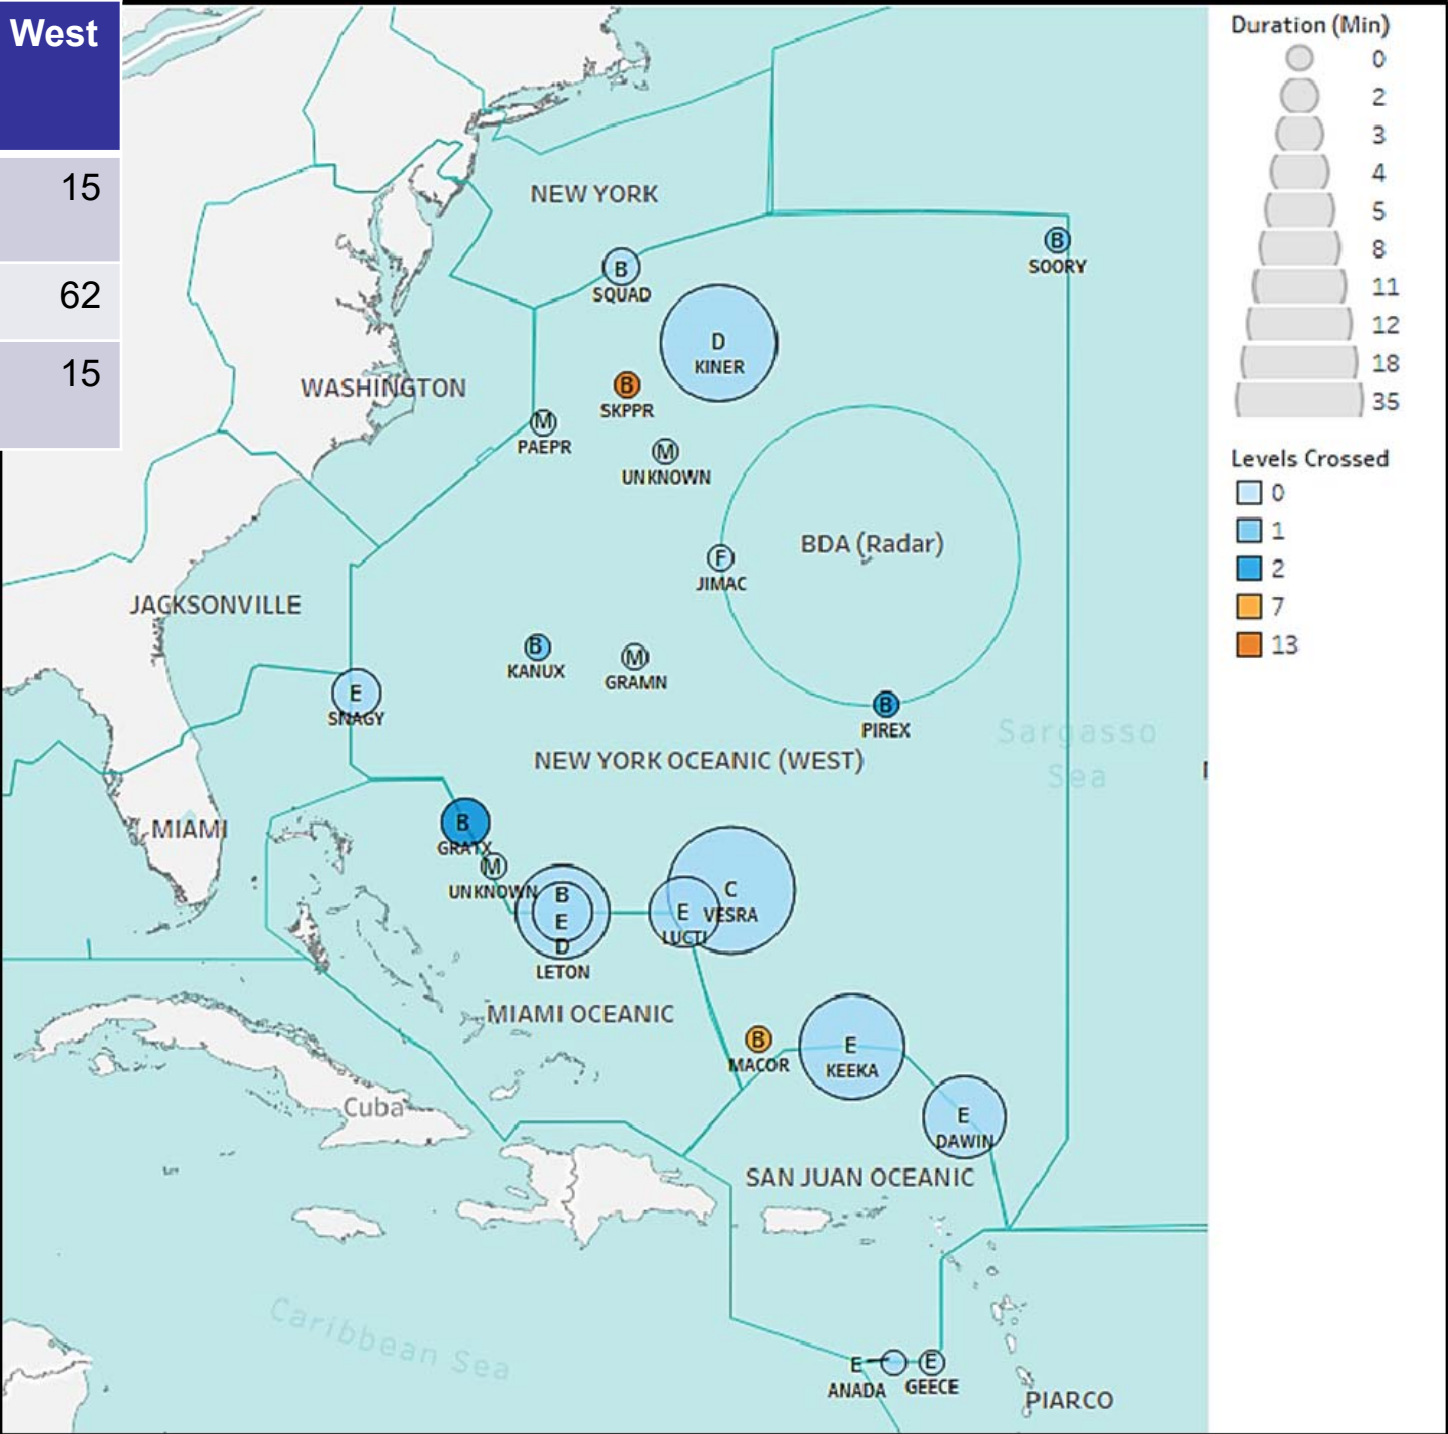 West
15
62
15
NEW YORK
B
SOORY
B
SQUAD
D
KINER
WASHINGTON
B
SKPPR
M
PAEPR
M
UNKNOWN
BDA (Radar)
F
JIMAC
JACKSONVILLE
B
KANUX
M
GRAMN
E
SNAGY
B
PIREX
Sargasso
Sea
NEW YORK OCEANIC (WEST)
MIAMI
B
GRATX
M
UNKNOWN
B
E
D
LETON
C
VESRA
E
LUCTI
MIAMI OCEANIC
B
MACOR
E
KEEKA
Cuba
E
DAWIN
SAN JUAN OCEANIC
Caribbean Sea
E
ANADA
E
GEECE
PIARCO
Duration (Min)
0
2
3
4
5
8
11
12
18
35
Levels Crossed
0
1
2
7
13